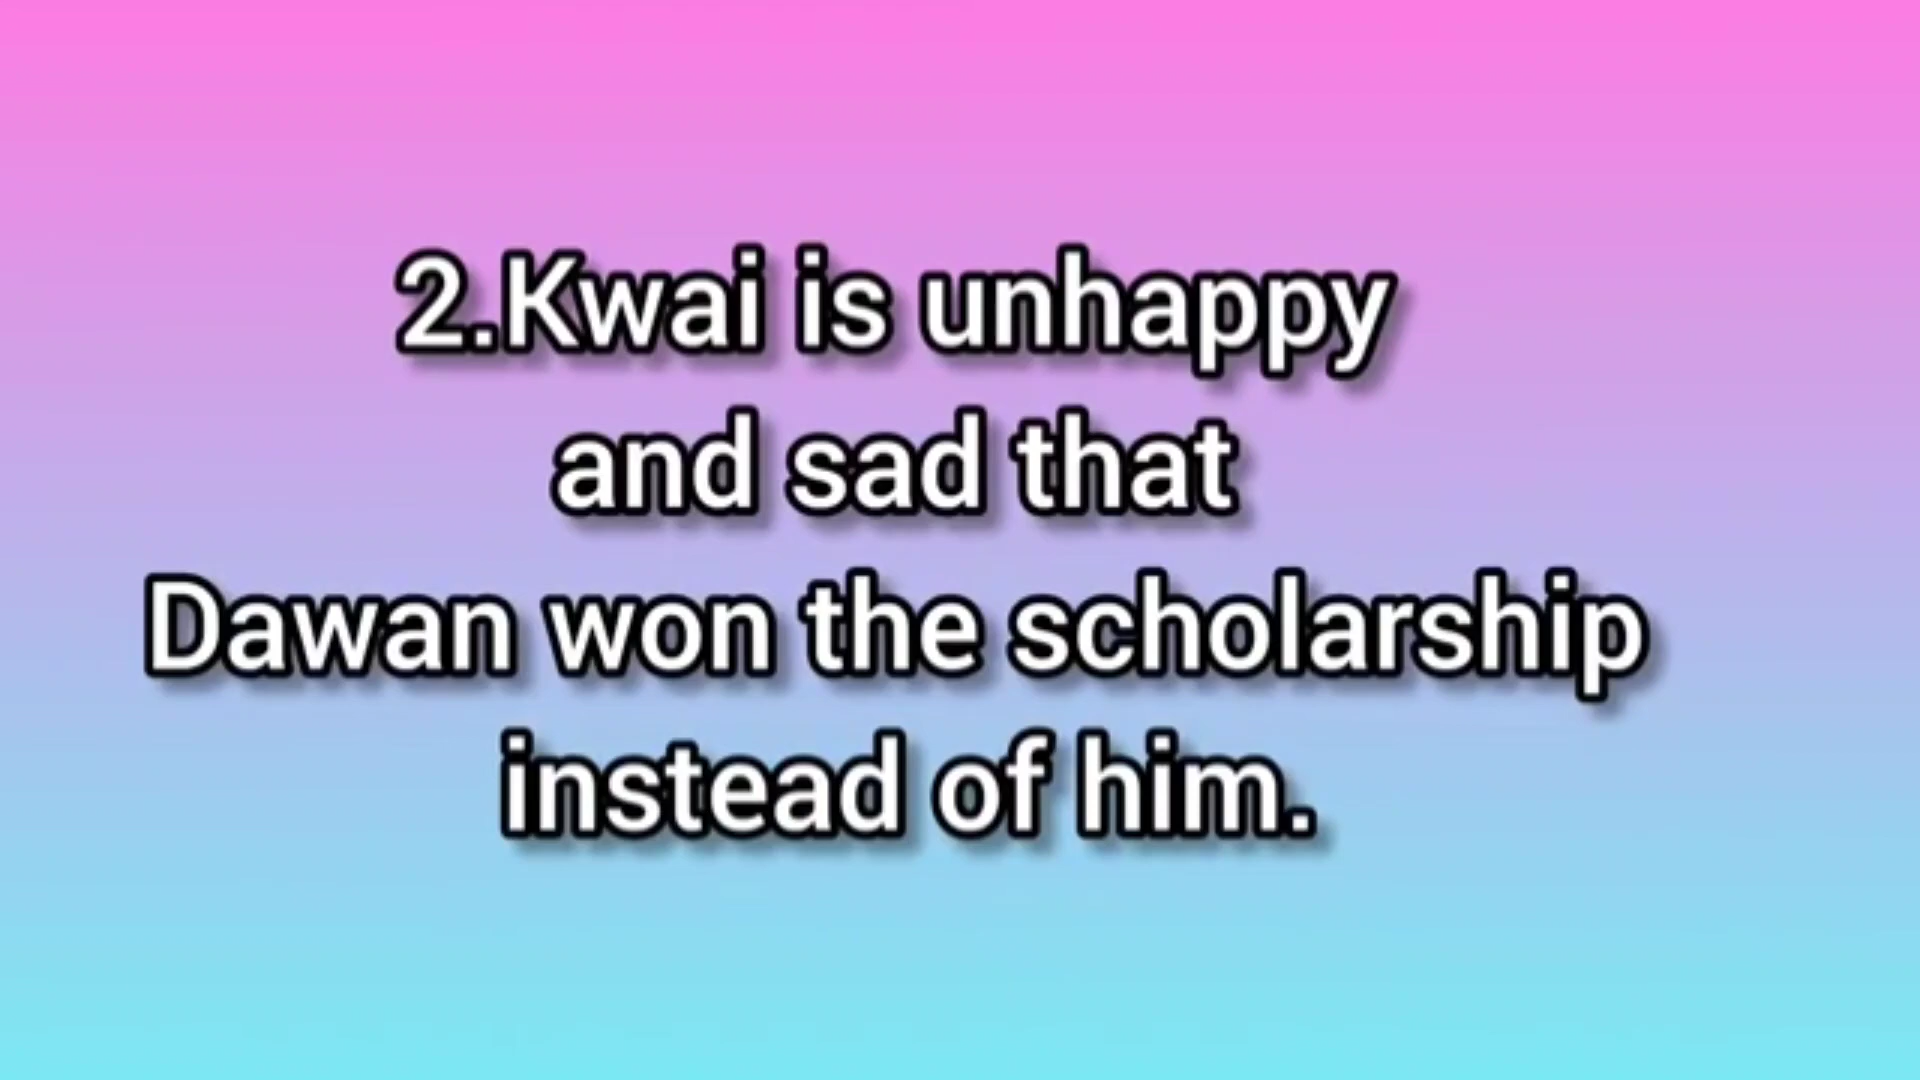 2.Kwai is unhappy
and sad that
Dawan won the scholarship
instead of him.